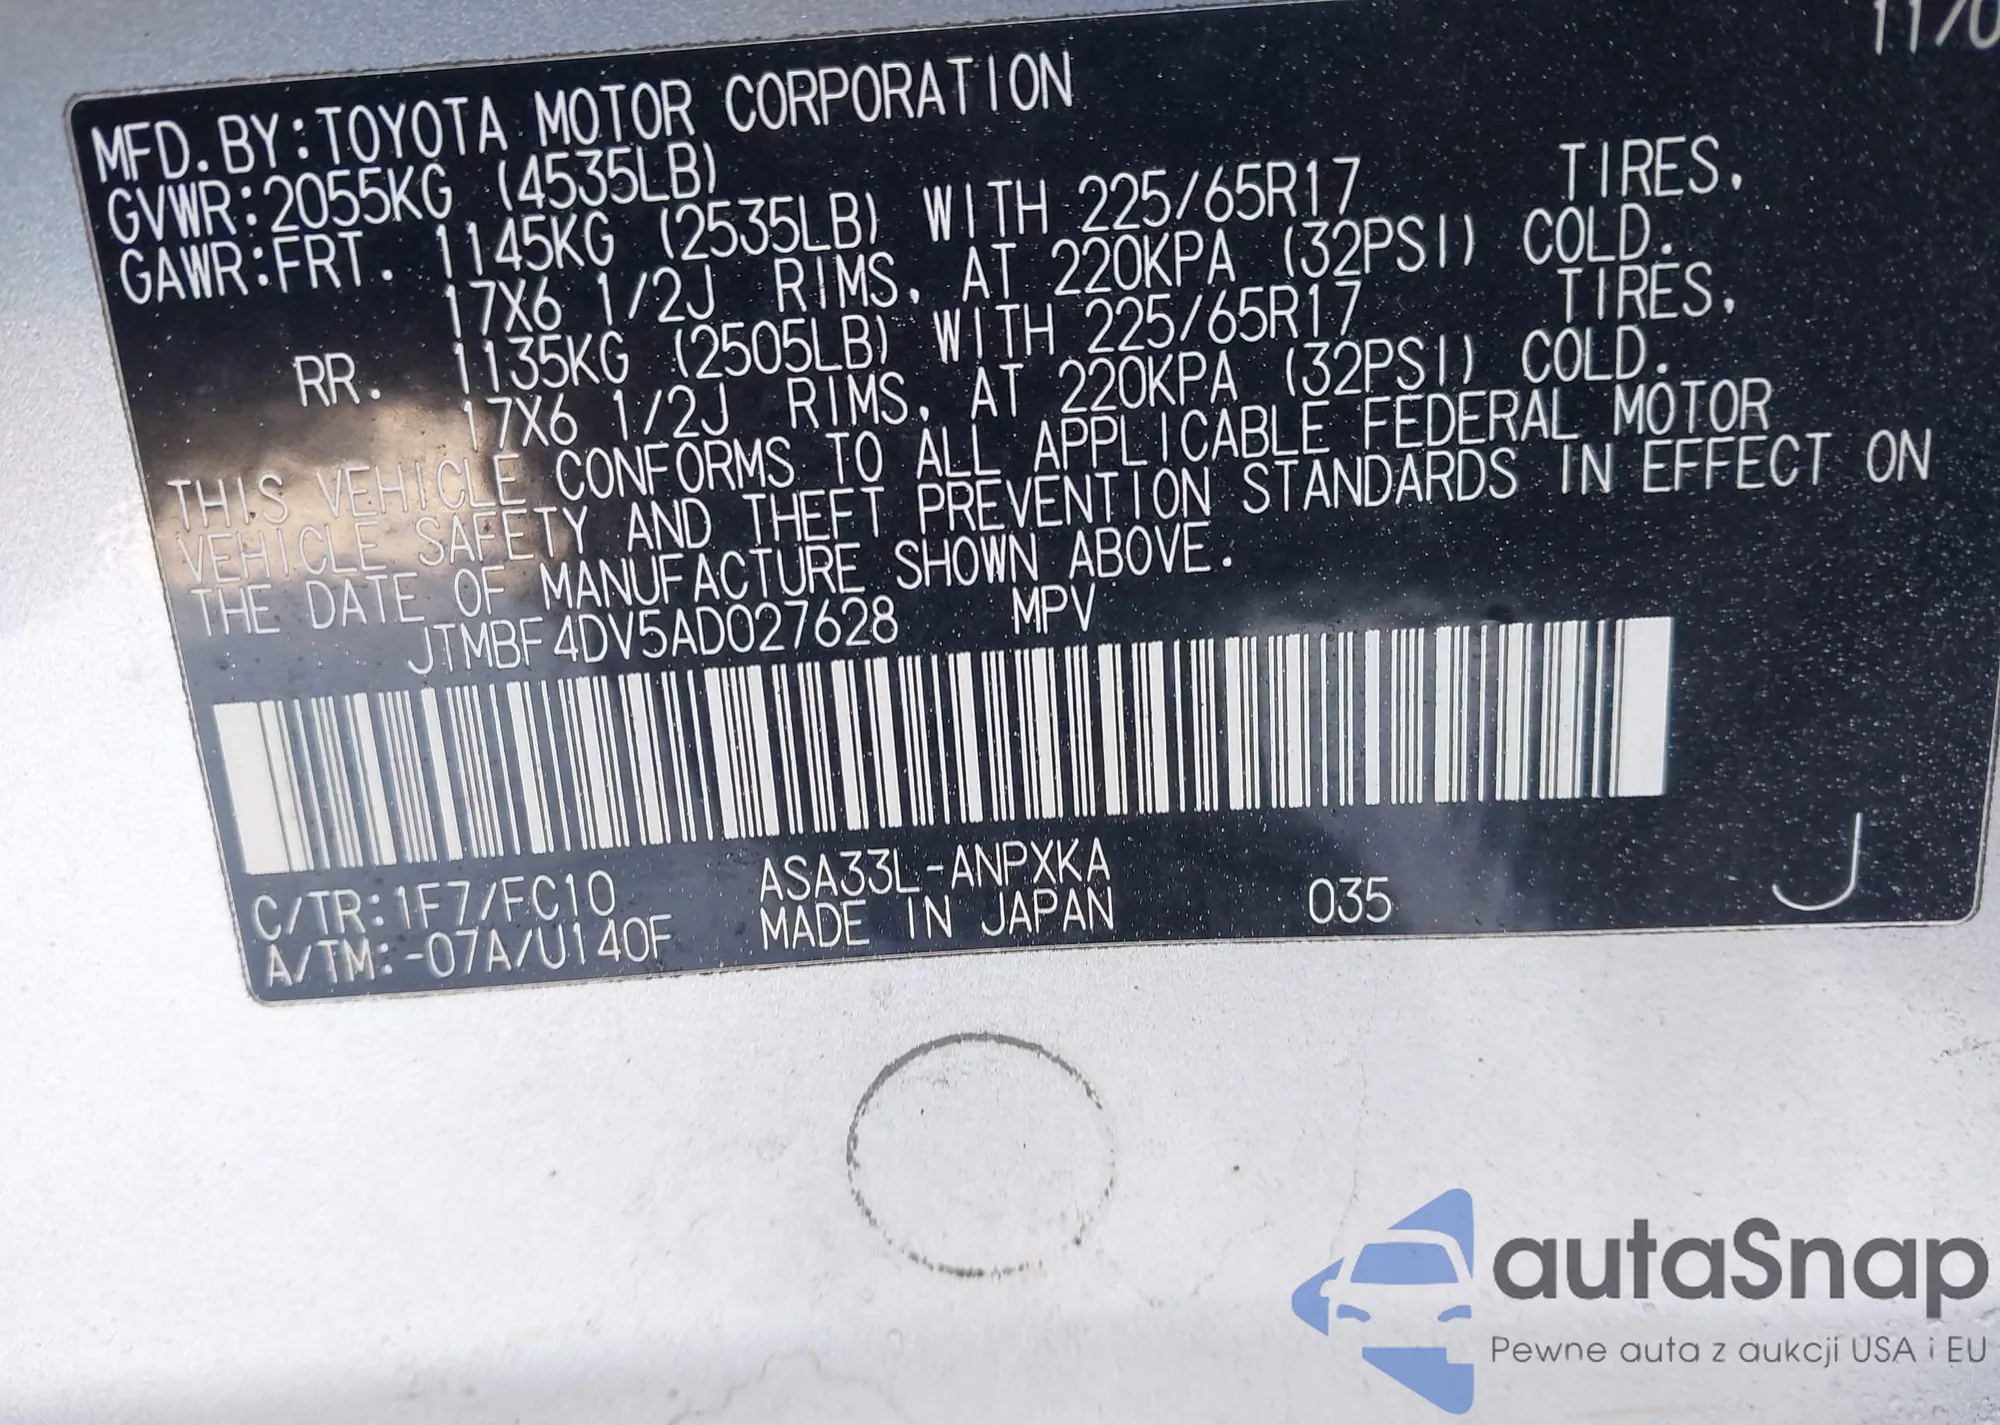 11/0
MFD. BY: TOYOTA MOTOR CORPORATION
GVWR: 2055KG (4535LB)
GAWR: FRT. 1145KG (2535LB) WITH 225/65R17 TIRES,
17X6 1/2J RIMS, AT 220KPA (32PSI) COLD.
RR. 1135KG (2505LB) WITH 225/65R17 TIRES,
17X6 1/2J RIMS, AT 220KPA (32PSI) COLD.
THIS VEHICLE CONFORMS TO ALL APPLICABLE FEDERAL MOTOR
VEHICLE SAFETY AND THEFT PREVENTION STANDARDS IN EFFECT ON
THE DATE OF MANUFACTURE SHOWN ABOVE.
JTMBF4DV5AD027628 MPV
C/TR: 1F7/FC10 ASA33L-ANPXKA
A/TM: -07A/U140F MADE IN JAPAN 035 J
autaSnap
Pewne auta z aukcji USA i EU